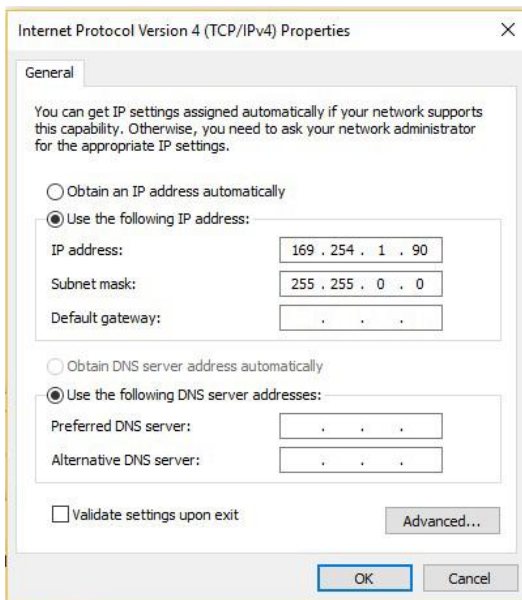 Internet Protocol Version 4 (TCP/IPv4) Properties
General
You can get IP settings assigned automatically if your network supports
this capability. Otherwise, you need to ask your network administrator
for the appropriate IP settings.
Obtain an IP address automatically
Use the following IP address:
IP address: 169 . 254 . 1 . 90
Subnet mask: 255 . 255 . 0 . 0
Default gateway: . . .
Obtain DNS server address automatically
Use the following DNS server addresses:
Preferred DNS server: . . .
Alternative DNS server: . . .
Validate settings upon exit
Advanced...
OK Cancel